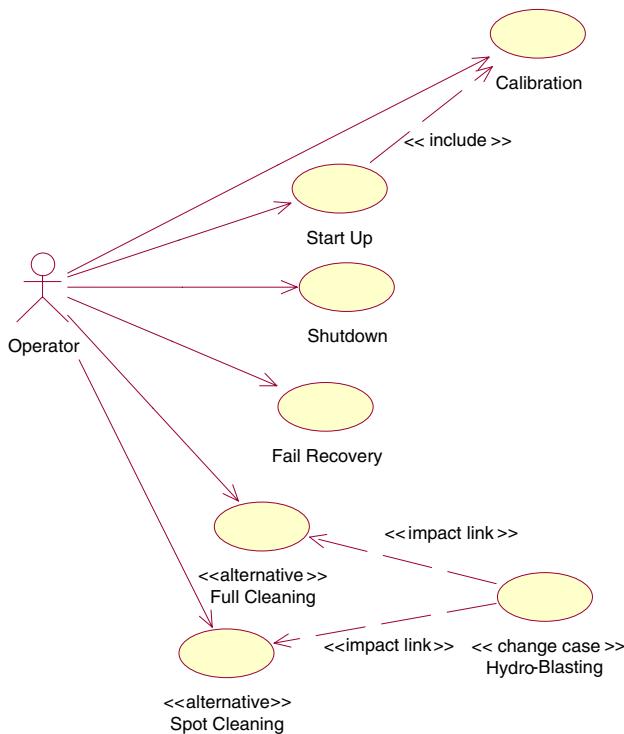 Calibration
<< include >>
Start Up
Operator
Shutdown
Fail Recovery
<<impact link >>
<<alternative >>
Full Cleaning
<<impact link >>
<< change case >>
Hydro-Blasting
<<alternative>>
Spot Cleaning